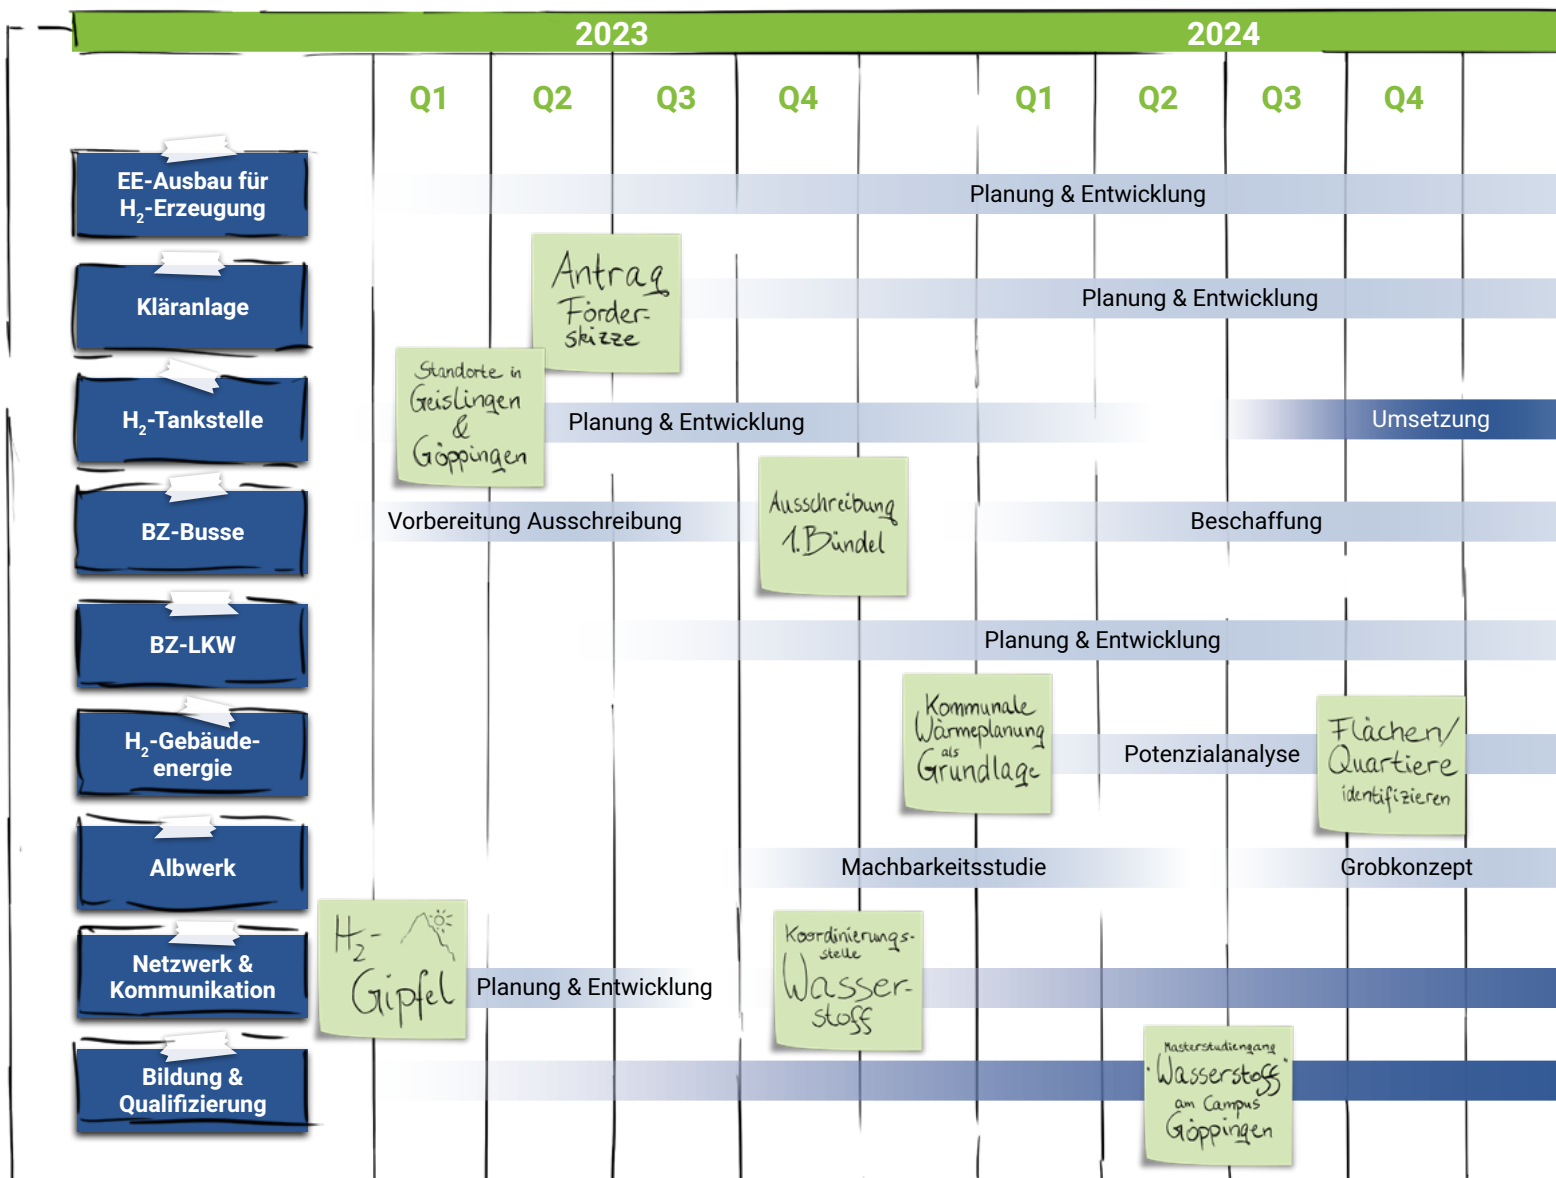 2023
2024
Q1
Q2
Q3
Q4
Q1
Q2
Q3
Q4
EE-Ausbau für
H₂-Erzeugung
Planung & Entwicklung
Kläranlage
Antrag
Förder-
skizze
Planung & Entwicklung
H₂-Tankstelle
Standorte in
Geislingen
&
Göppingen
Planung & Entwicklung
Umsetzung
BZ-Busse
Vorbereitung Ausschreibung
Ausschreibung
1. Bündel
Beschaffung
BZ-LKW
Planung & Entwicklung
H₂-Gebäude-
energie
Kommunale
Wärmeplanung
als
Grundlage
Potenzialanalyse
Flächen/
Quartiere
identifizieren
Albwerk
Machbarkeitsstudie
Grobkonzept
Netzwerk &
Kommunikation
H₂-
Gipfel
Planung & Entwicklung
Koordinierungs-
stelle
Wasser-
stoff
Bildung &
Qualifizierung
Masterstudiengang
"Wasserstoff"
am Campus
Göppingen